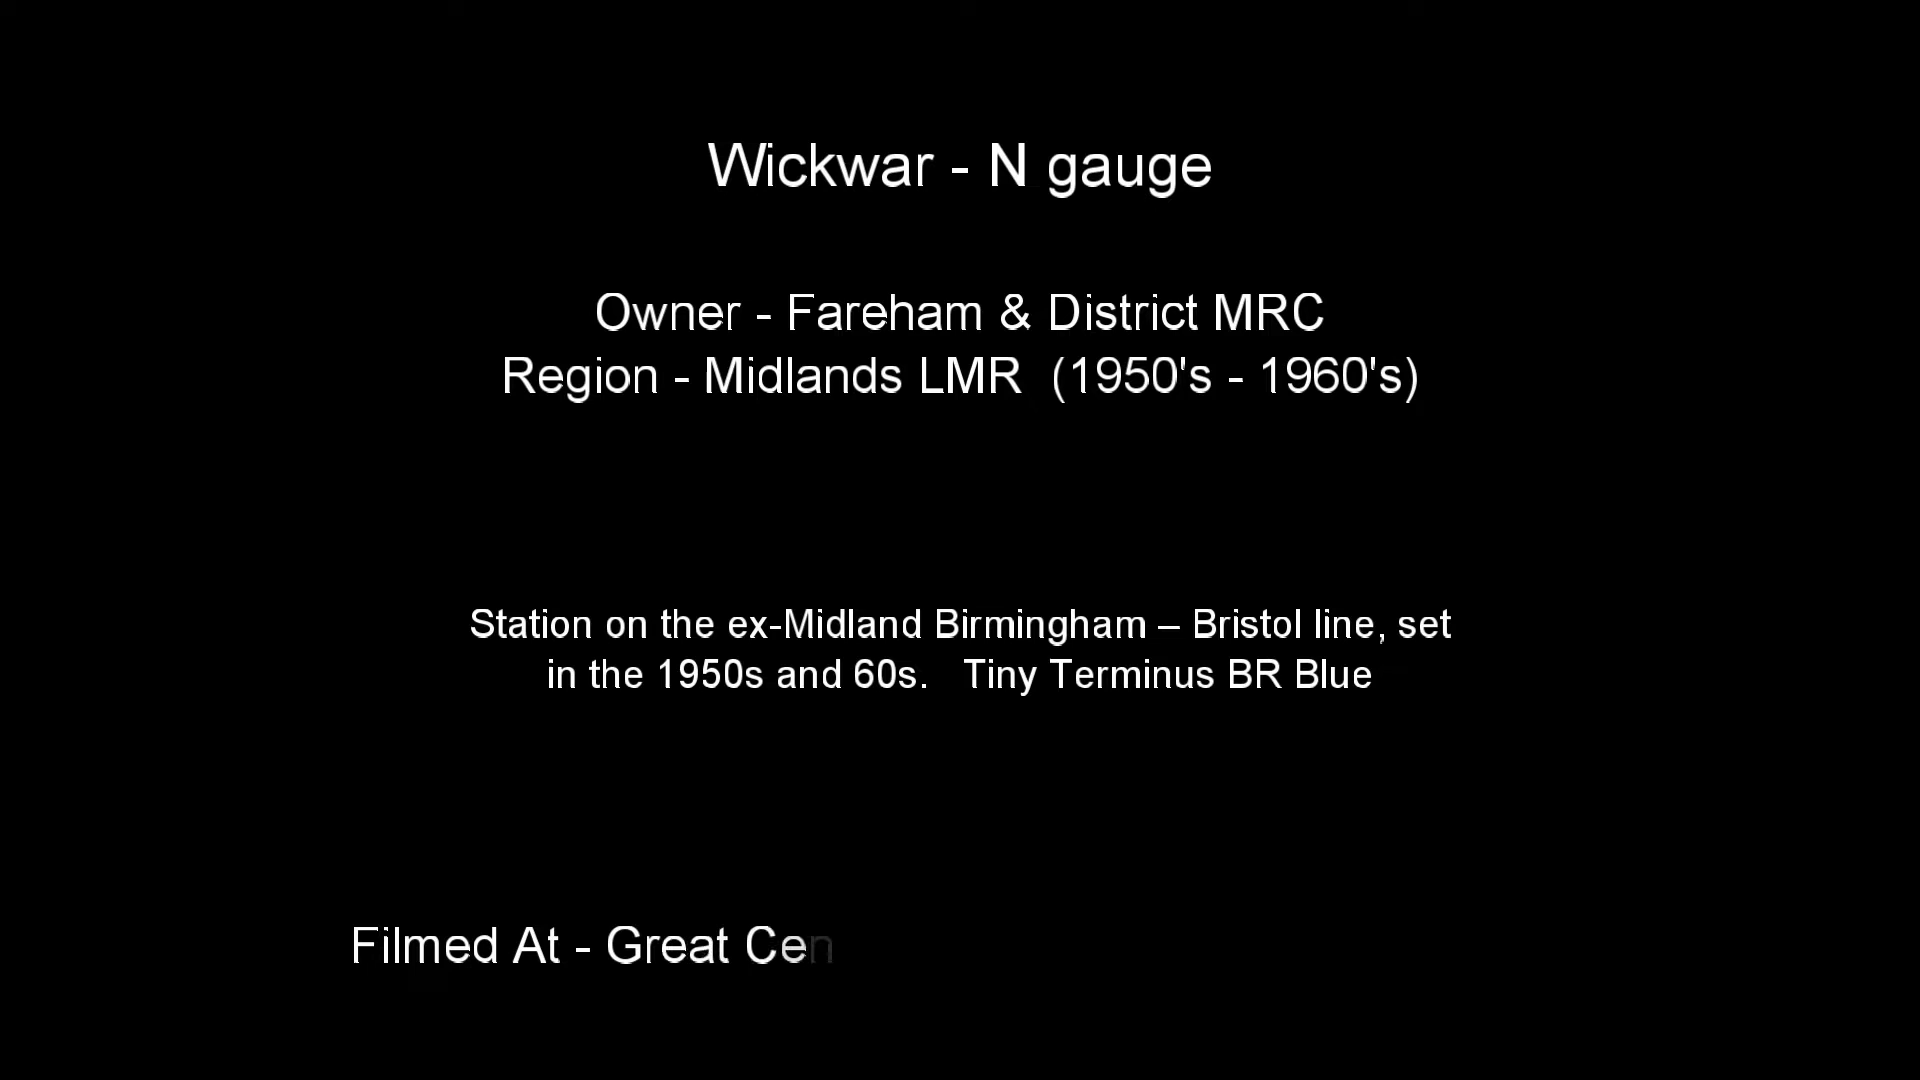 Wickwar - N gauge
Owner - Fareham & District MRC
Region - Midlands LMR (1950's - 1960's)
Station on the ex-Midland Birmingham – Bristol line, set
in the 1950s and 60s. Tiny Terminus BR Blue
Filmed At - Great Cen